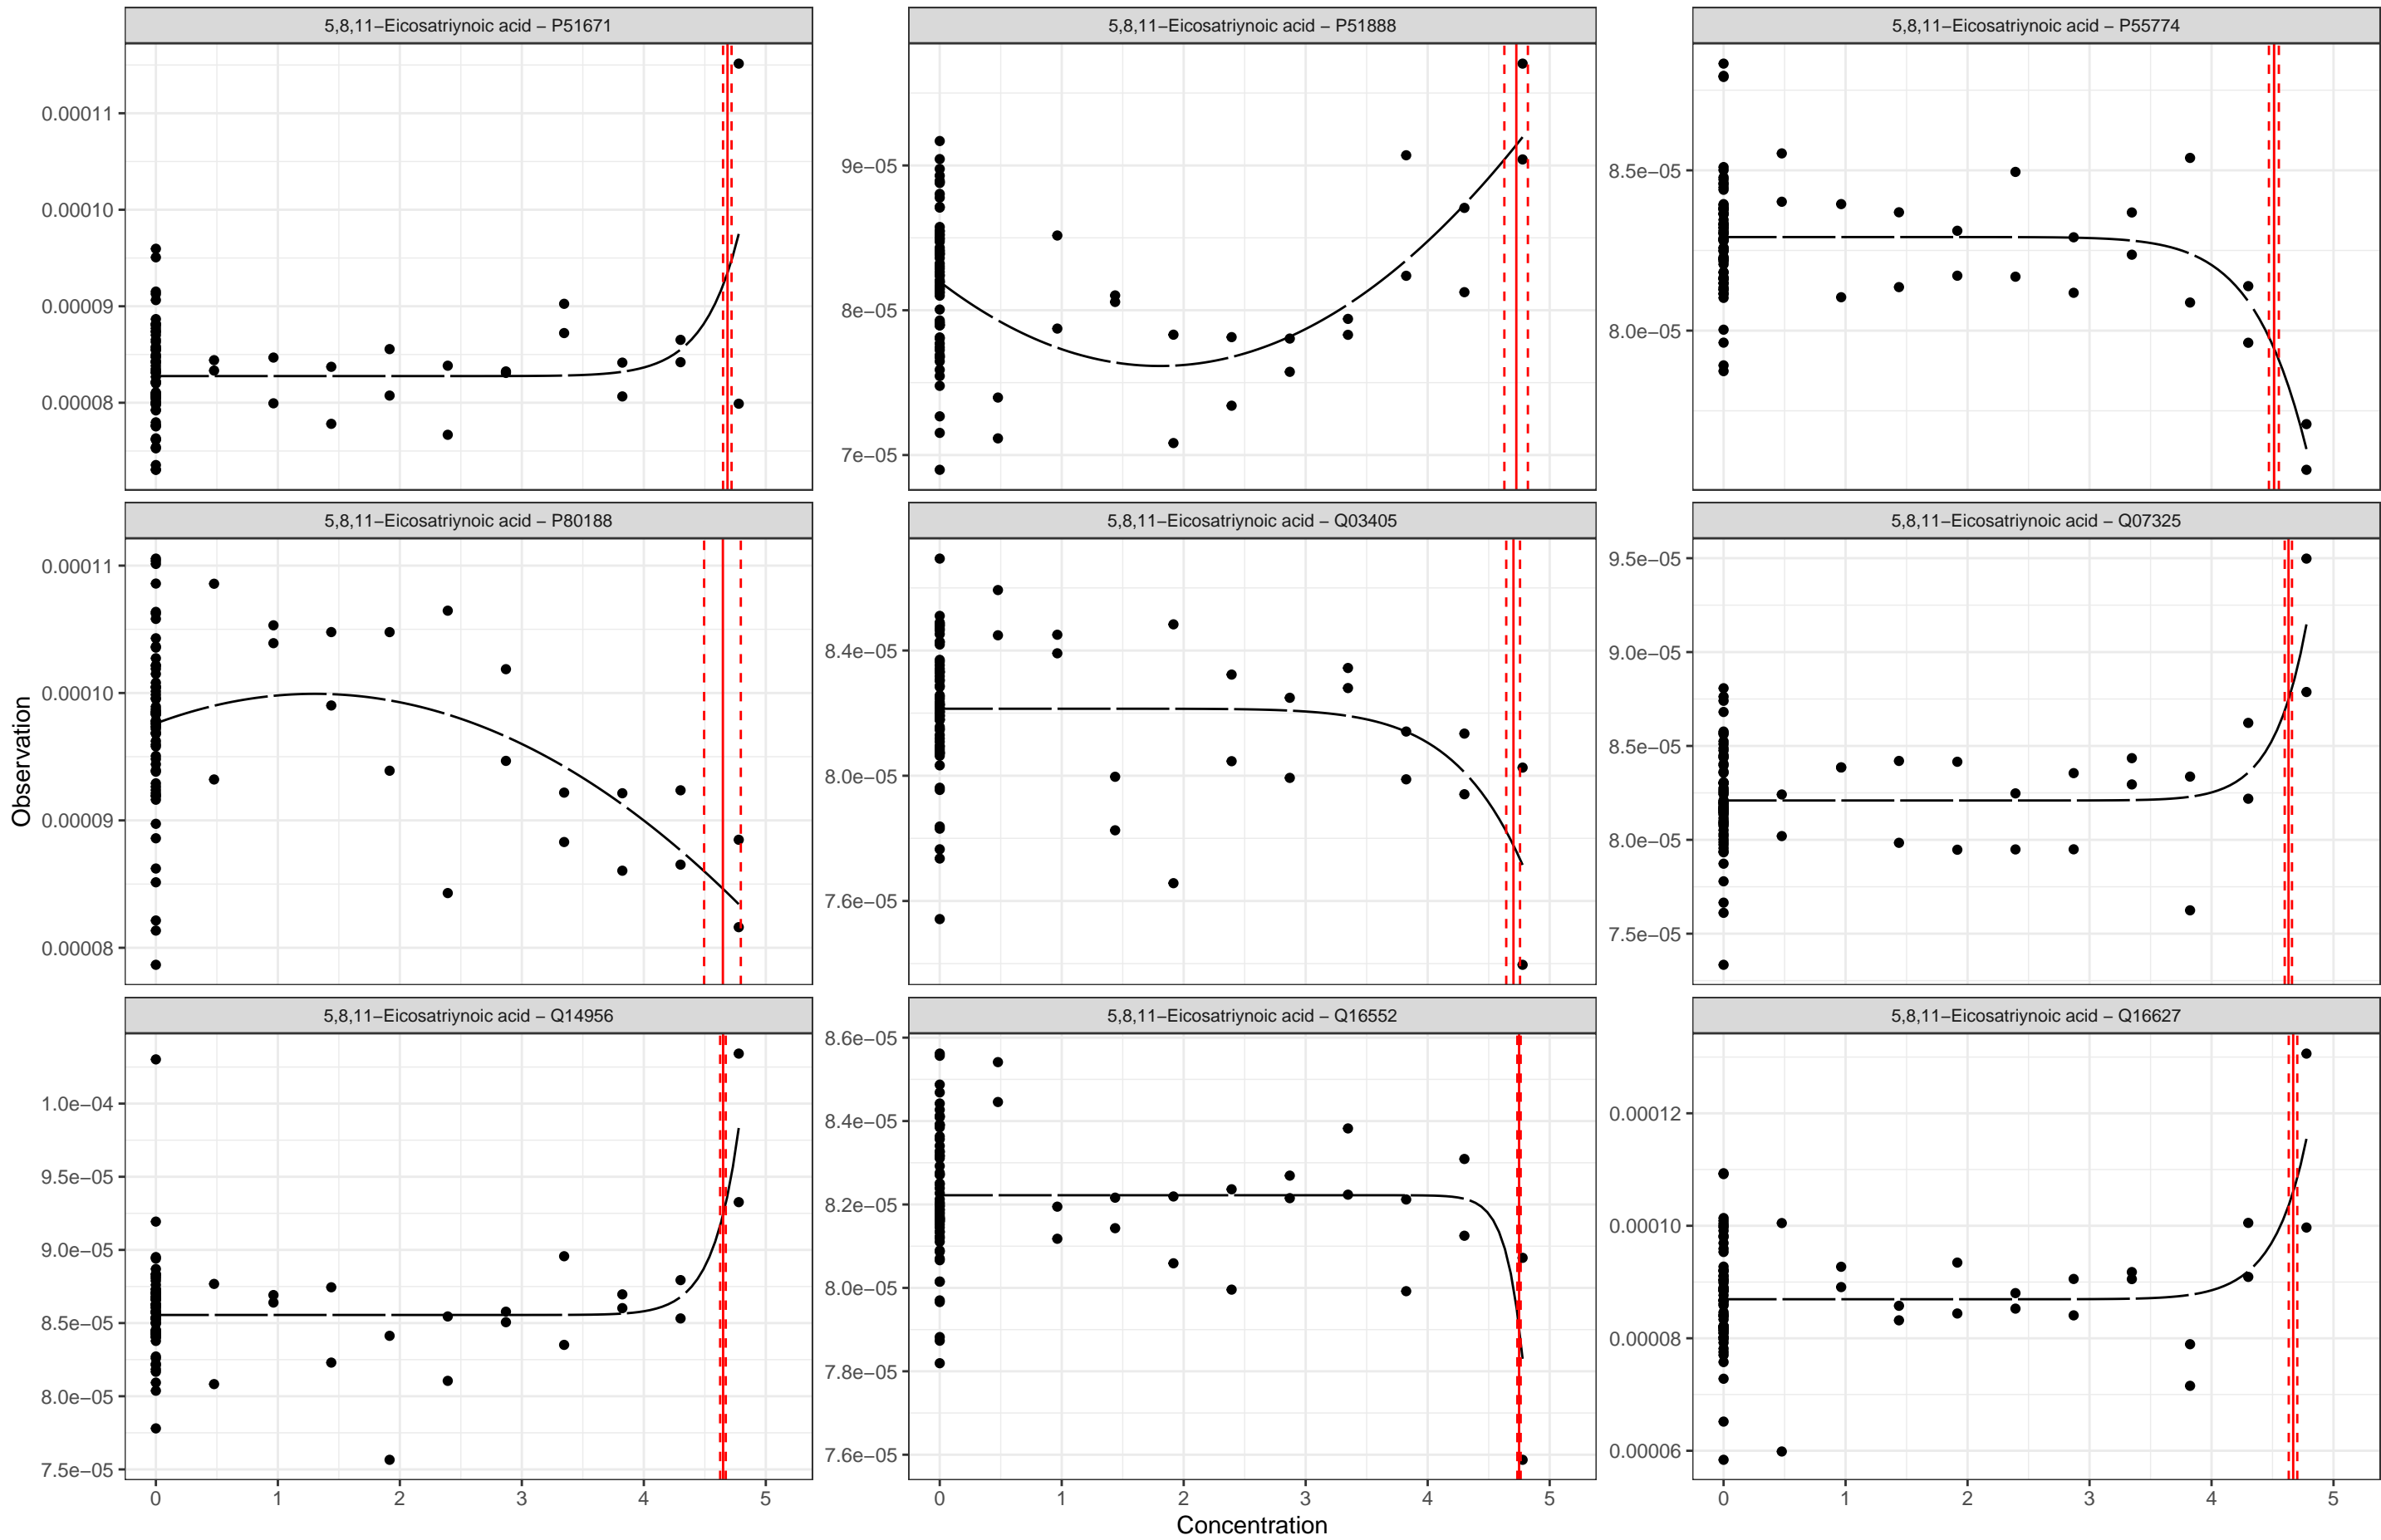 5,8,11−Eicosatriynoic acid − P51671
5,8,11−Eicosatriynoic acid − P51888
5,8,11−Eicosatriynoic acid − P55774
0.00011
0.00010
0.00009
0.00008
9e−05
8e−05
7e−05
8.5e−05
8.0e−05
5,8,11−Eicosatriynoic acid − P80188
5,8,11−Eicosatriynoic acid − Q03405
5,8,11−Eicosatriynoic acid − Q07325
0.00011
0.00010
0.00009
0.00008
8.4e−05
8.0e−05
7.6e−05
9.5e−05
9.0e−05
8.5e−05
8.0e−05
7.5e−05
Observation
5,8,11−Eicosatriynoic acid − Q14956
5,8,11−Eicosatriynoic acid − Q16552
5,8,11−Eicosatriynoic acid − Q16627
1.0e−04
9.5e−05
9.0e−05
8.5e−05
8.0e−05
7.5e−05
8.6e−05
8.4e−05
8.2e−05
8.0e−05
7.8e−05
7.6e−05
0.00012
0.00010
0.00008
0.00006
0 1 2 3 4 5
0 1 2 3 4 5
0 1 2 3 4 5
Concentration